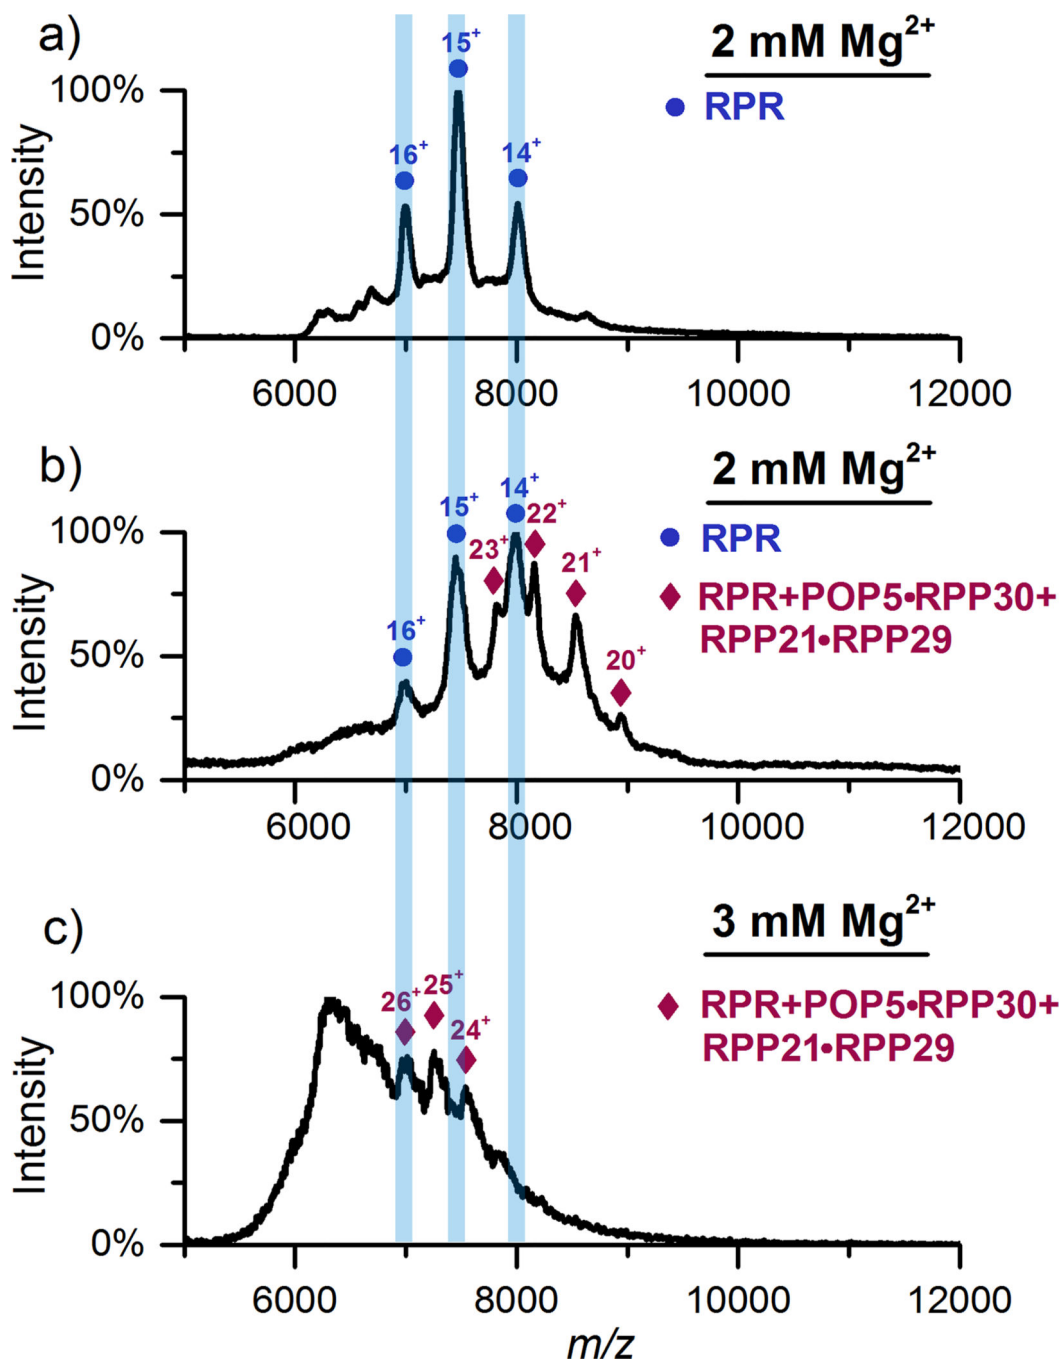 a)
2 mM Mg²⁺
RPR
Intensity
100%
50%
0%
16⁺
15⁺
14⁺
6000 8000 10000 12000
b)
2 mM Mg²⁺
RPR
RPR+POP5•RPP30+
RPP21•RPP29
Intensity
100%
50%
0%
16⁺
15⁺
23⁺
14⁺
22⁺
21⁺
20⁺
6000 8000 10000 12000
c)
3 mM Mg²⁺
RPR+POP5•RPP30+
RPP21•RPP29
Intensity
100%
50%
0%
26⁺
25⁺
24⁺
6000 8000 10000 12000
m/z